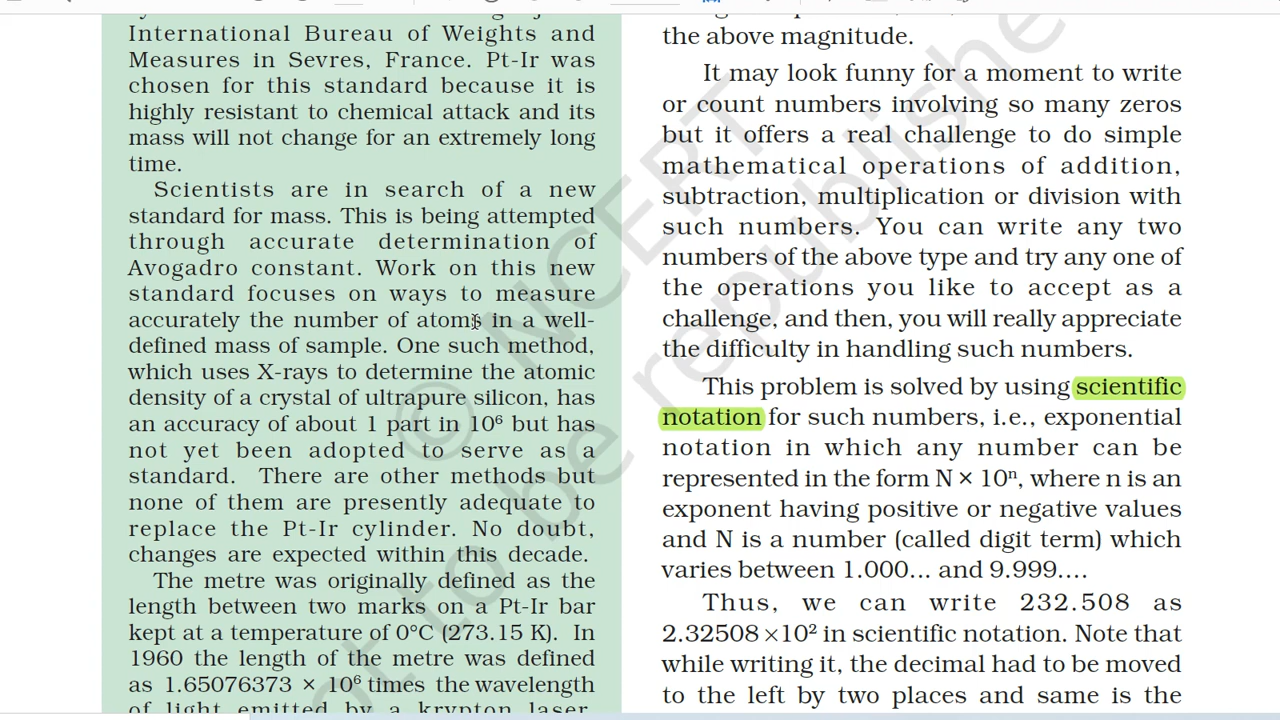 International Bureau of Weights and
Measures in Sevres, France. Pt-Ir was
chosen for this standard because it is
highly resistant to chemical attack and its
mass will not change for an extremely long
time.
Scientists are in search of a new
standard for mass. This is being attempted
through accurate determination of
Avogadro constant. Work on this new
standard focuses on ways to measure
accurately the number of atoms in a well-
defined mass of sample. One such method,
which uses X-rays to determine the atomic
density of a crystal of ultrapure silicon, has
an accuracy of about 1 part in 10⁶ but has
not yet been adopted to serve as a
standard. There are other methods but
none of them are presently adequate to
replace the Pt-Ir cylinder. No doubt,
changes are expected within this decade.
The metre was originally defined as the
length between two marks on a Pt-Ir bar
kept at a temperature of 0°C (273.15 K). In
1960 the length of the metre was defined
as 1.65076373 × 10⁶ times the wavelength
of light emitted by a krypton laser.
the above magnitude.
It may look funny for a moment to write
or count numbers involving so many zeros
but it offers a real challenge to do simple
mathematical operations of addition,
subtraction, multiplication or division with
such numbers. You can write any two
numbers of the above type and try any one of
the operations you like to accept as a
challenge, and then, you will really appreciate
the difficulty in handling such numbers.
This problem is solved by using scientific
notation for such numbers, i.e., exponential
notation in which any number can be
represented in the form N × 10ⁿ, where n is an
exponent having positive or negative values
and N is a number (called digit term) which
varies between 1.000... and 9.999....
Thus, we can write 232.508 as
2.32508 ×10² in scientific notation. Note that
while writing it, the decimal had to be moved
to the left by two places and same is the
© NCERT
not to be republishe